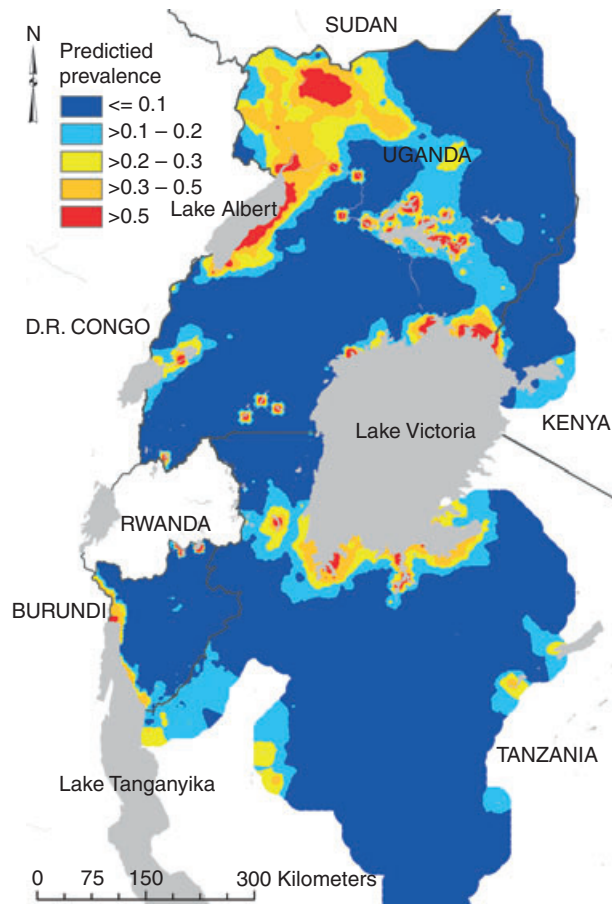 SUDAN
N
Predictied
prevalence
<= 0.1
>0.1 – 0.2
>0.2 – 0.3
>0.3 – 0.5
>0.5
UGANDA
Lake Albert
D.R. CONGO
Lake Victoria
KENYA
RWANDA
BURUNDI
TANZANIA
Lake Tanganyika
0 75 150 300 Kilometers